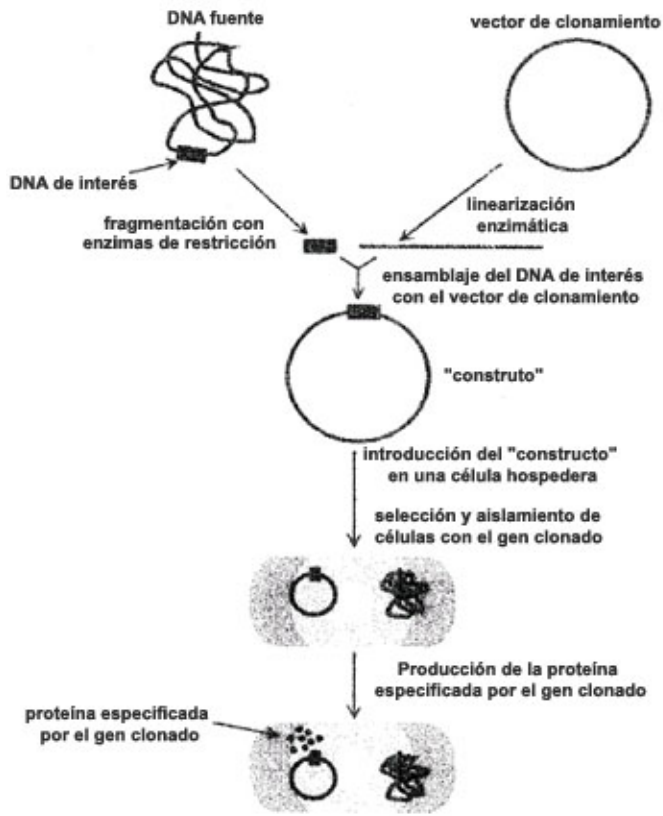 DNA fuente
vector de clonamiento
DNA de interés
fragmentación con
enzimas de restricción
linearización
enzimática
ensamblaje del DNA de interés
con el vector de clonamiento
"construto"
introducción del "constructo"
en una célula hospedera
selección y aislamiento de
células con el gen clonado
Producción de la proteína
especificada por el gen clonado
proteína especificada
por el gen clonado